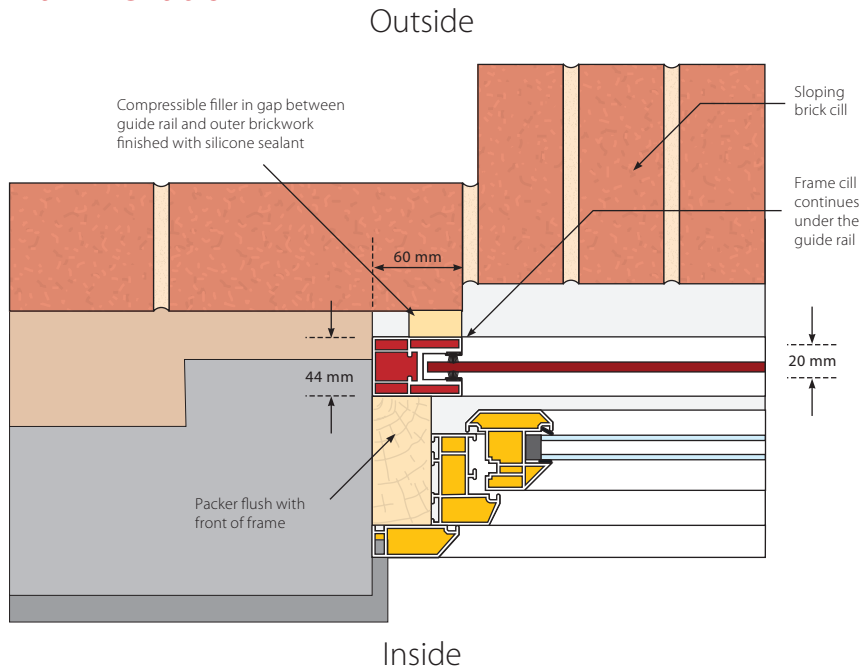 Outside
Compressible filler in gap between
guide rail and outer brickwork
finished with silicone sealant
Sloping
brick cill
Frame cill
continues
under the
guide rail
60 mm
44 mm
20 mm
Packer flush with
front of frame
Inside